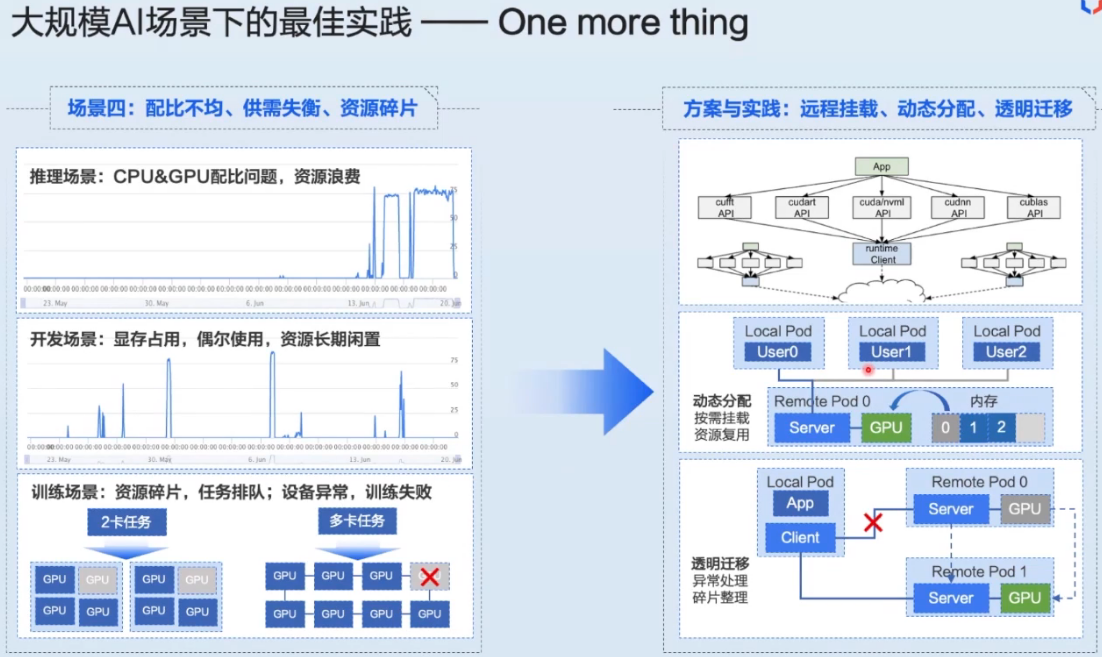 大规模AI场景下的最佳实践 —— One more thing
场景四：配比不均、供需失衡、资源碎片
推理场景：CPU&GPU配比问题，资源浪费
75
50
25
0
23. May 30. May 6. Jun 13. Jun 20. Jun
开发场景：显存占用，偶尔使用，资源长期闲置
75
50
25
0
23. May 30. May 6. Jun 13. Jun 20. Jun
训练场景：资源碎片，任务排队；设备异常，训练失败
2卡任务
多卡任务
GPU GPU GPU GPU GPU GPU GPU
GPU GPU GPU GPU GPU GPU GPU GPU
方案与实践：远程挂载、动态分配、透明迁移
App
cufft API
cudart API
cuda/nvml API
cudnn API
cublas API
runtime Client
Local Pod
User0
Local Pod
User1
Local Pod
User2
动态分配
按需挂载
资源复用
Remote Pod 0
内存
Server
GPU
0 1 2
Local Pod
App
Client
Remote Pod 0
Server
GPU
透明迁移
异常处理
碎片整理
Remote Pod 1
Server
GPU